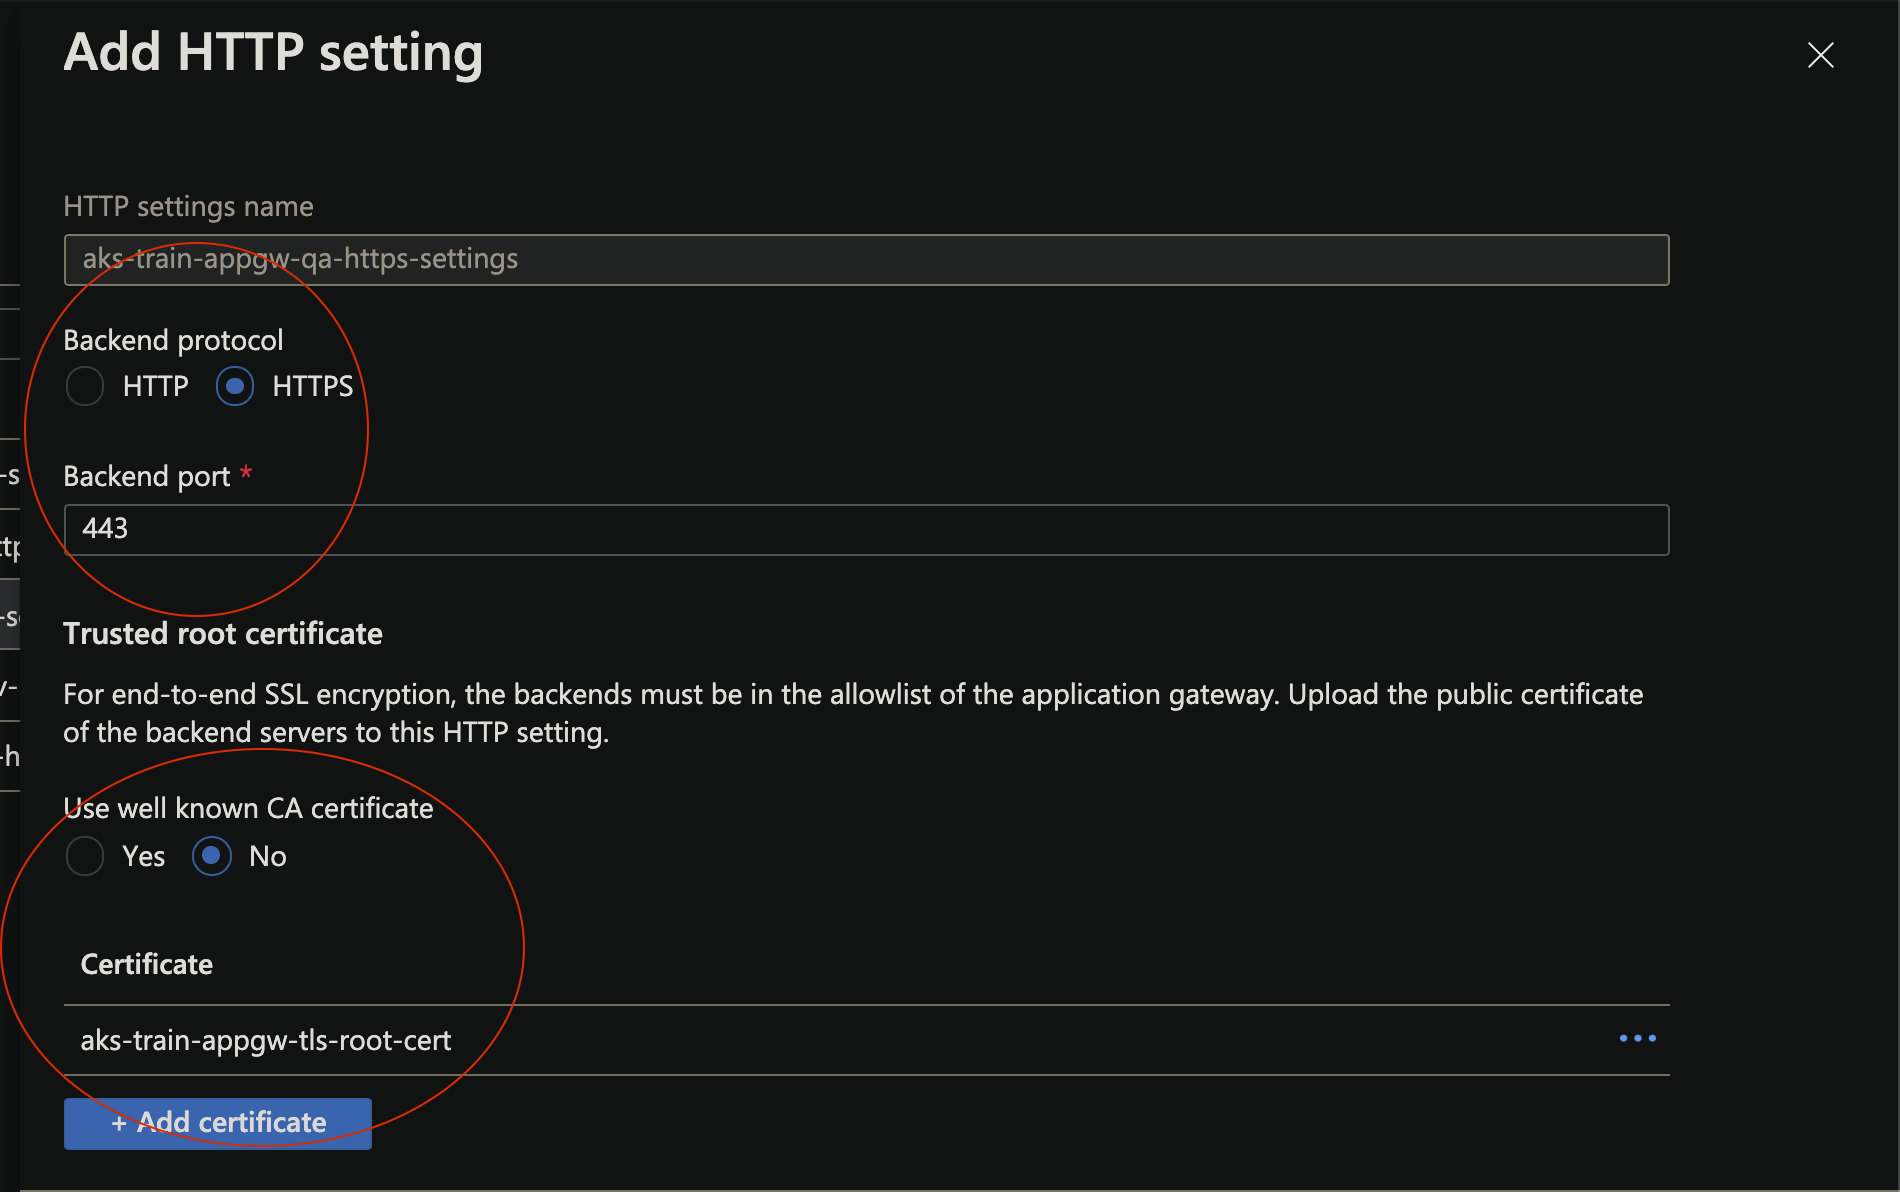 Add HTTP setting
HTTP settings name
aks-train-appgw-qa-https-settings
Backend protocol
HTTP HTTPS
Backend port *
443
Trusted root certificate
For end-to-end SSL encryption, the backends must be in the allowlist of the application gateway. Upload the public certificate
of the backend servers to this HTTP setting.
Use well known CA certificate
Yes No
Certificate
aks-train-appgw-tls-root-cert
+ Add certificate